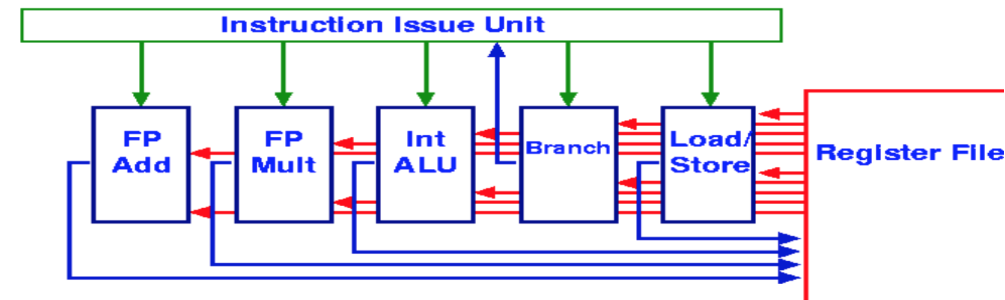 Instruction Issue Unit
FP
Add
FP
Mult
Int
ALU
Branch
Load/
Store
Register File